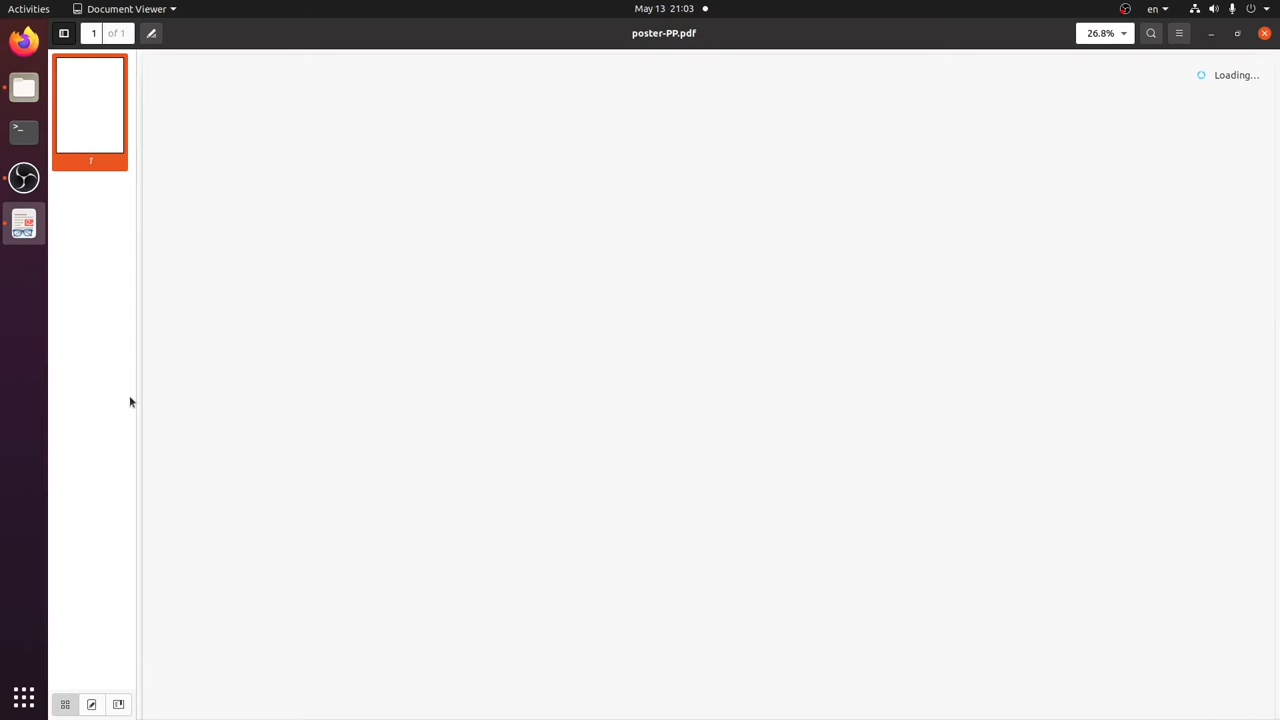 Activities
Document Viewer
May 13 21:03
en
1
of 1
poster-PP.pdf
26.8%
Loading...
1